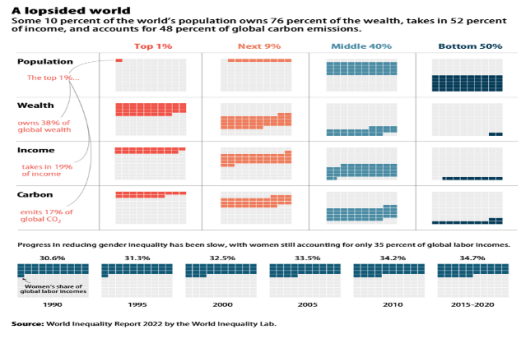 A lopsided world
Some 10 percent of the world's population owns 76 percent of the wealth, takes in 52 percent
of income, and accounts for 48 percent of global carbon emissions.
Top 1% Next 9% Middle 40% Bottom 50%
Population
The top 1%...
Wealth
owns 38% of
global wealth
Income
takes in 19%
of income
Carbon
emits 17% of
global CO2
Progress in reducing gender inequality has been slow, with women still accounting for only 35 percent of global labor incomes.
30.6% 31.3% 32.5% 33.5% 34.2% 34.7%
Women's share of
global labor incomes
1990 1995 2000 2005 2010 2015-2020
Source: World Inequality Report 2022 by the World Inequality Lab.